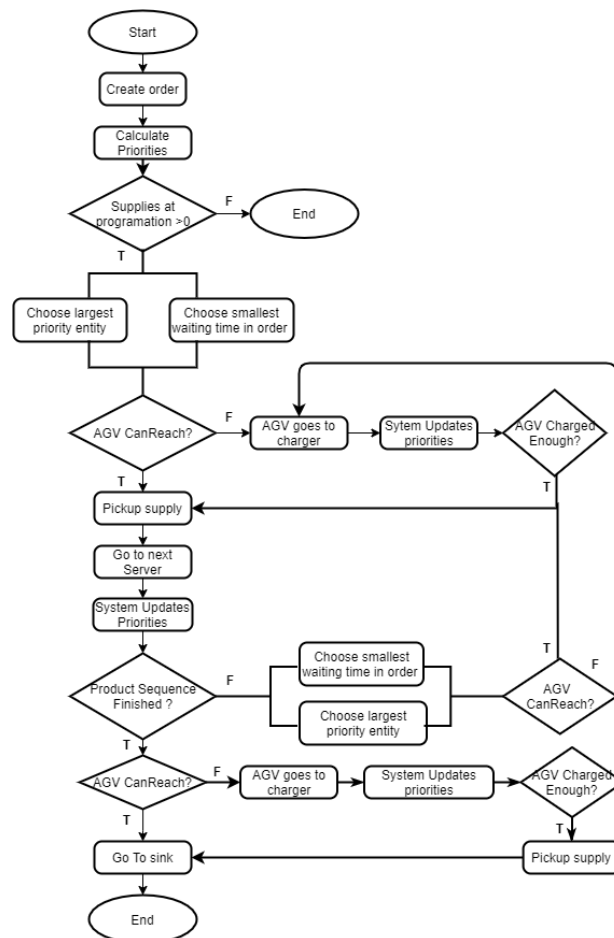 Start
Create order
Calculate
Priorities
Supplies at
programation >0
F
End
T
Choose largest
priority entity
Choose smallest
waiting time in order
AGV CanReach?
F
AGV goes to
charger
Sytem Updates
priorities
AGV Charged
Enough?
T
T
Pickup supply
Go to next
Server
System Updates
Priorities
Choose smallest
waiting time in order
T
F
Product Sequence
Finished ?
F
Choose largest
priority entity
AGV
CanReach?
T
AGV CanReach?
F
AGV goes to
charger
System Updates
priorities
AGV Charged
Enough?
T
T
Go To sink
Pickup supply
End